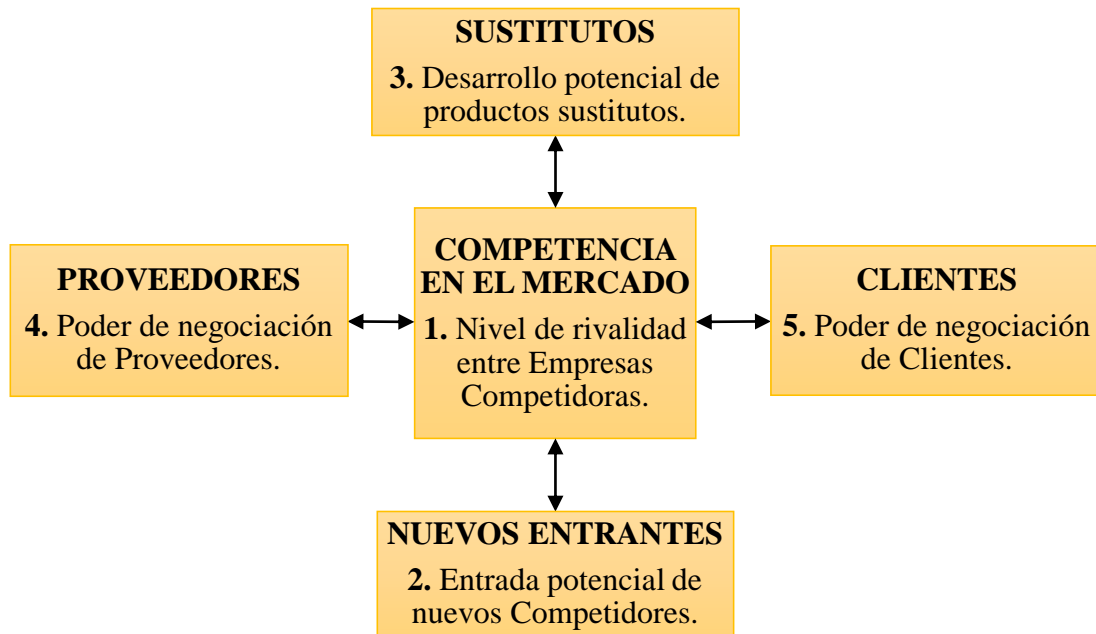 SUSTITUTOS
3. Desarrollo potencial de
productos sustitutos.
PROVEEDORES
4. Poder de negociación
de Proveedores.
COMPETENCIA
EN EL MERCADO
1. Nivel de rivalidad
entre Empresas
Competidoras.
CLIENTES
5. Poder de negociación
de Clientes.
NUEVOS ENTRANTES
2. Entrada potencial de
nuevos Competidores.